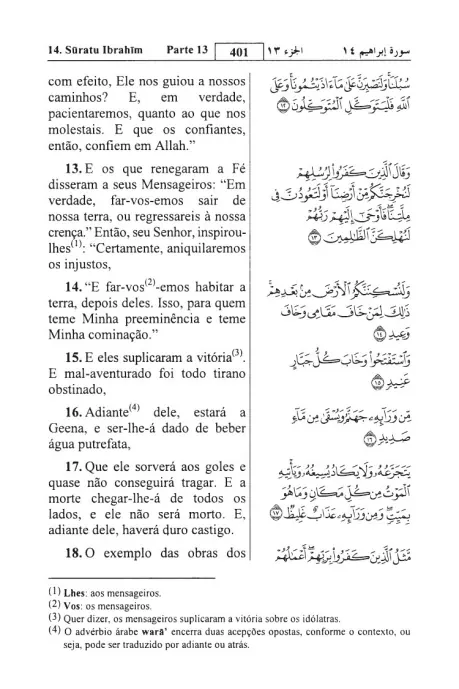 14. Sūratu Ibrahīm Parte 13 401 الجزء ١٣ سورة إبراهيم ١٤
com efeito, Ele nos guiou a nossos
caminhos? E, em verdade,
pacientaremos, quanto ao que nos
molestais. E que os confiantes,
então, confiem em Allah.”
13. E os que renegaram a Fé
disseram a seus Mensageiros: “Em
verdade, far-vos-emos sair de
nossa terra, ou regressareis à nossa
crença.” Então, seu Senhor, inspirou-
lhes(1): “Certamente, aniquilaremos
os injustos,
14. “E far-vos(2)-emos habitar a
terra, depois deles. Isso, para quem
teme Minha preeminência e teme
Minha cominação.”
15. E eles suplicaram a vitória(3).
E mal-aventurado foi todo tirano
obstinado,
16. Adiante(4) dele, estará a
Geena, e ser-lhe-á dado de beber
água putrefata,
17. Que ele sorverá aos goles e
quase não conseguirá tragar. E a
morte chegar-lhe-á de todos os
lados, e ele não será morto. E,
adiante dele, haverá duro castigo.
18. O exemplo das obras dos
سُبُلَنَا وَلَنَصْبِرَنَّ عَلَىٰ مَا ءَاذَيْتُمُونَا وَعَلَى
ٱللَّهِ فَلْيَتَوَكَّلِ ٱلْمُتَوَكِّلُونَ ١٢
وَقَالَ ٱلَّذِينَ كَفَرُوا۟ لِرُسُلِهِمْ
لَنُخْرِجَنَّكُم مِّنْ أَرْضِنَآ أَوْ لَتَعُودُنَّ فِى
مِلَّتِنَا فَأَوْحَىٰٓ إِلَيْهِمْ رَبُّهُمْ
لَنُهْلِكَنَّ ٱلظَّـٰلِمِينَ ١٣
وَلَنُسْكِنَنَّكُمُ ٱلْأَرْضَ مِنۢ بَعْدِهِمْ
ذَٰلِكَ لِمَنْ خَافَ مَقَامِى وَخَافَ
وَعِيدِ ١٤
وَٱسْتَفْتَحُوا۟ وَخَابَ كُلُّ جَبَّارٍ
عَنِيدٍ ١٥
مِّن وَرَآئِهِۦ جَهَنَّمُ وَيُسْقَىٰ مِن مَّآءٍ
صَدِيدٍ ١٦
يَتَجَرَّعُهُۥ وَلَا يَكَادُ يُسِيغُهُۥ وَيَأْتِيهِ
ٱلْمَوْتُ مِن كُلِّ مَكَانٍ وَمَا هُوَ
بِمَيِّتٍ وَمِن وَرَآئِهِۦ عَذَابٌ غَلِيظٌ ١٧
مَّثَلُ ٱلَّذِينَ كَفَرُوا۟ بِرَبِّهِمْ أَعْمَـٰلُهُمْ
(1) Lhes: aos mensageiros.
(2) Vos: os mensageiros.
(3) Quer dizer, os mensageiros suplicaram a vitória sobre os idólatras.
(4) O advérbio árabe warā’ encerra duas acepções opostas, conforme o contexto, ou
seja, pode ser traduzido por adiante ou atrás.